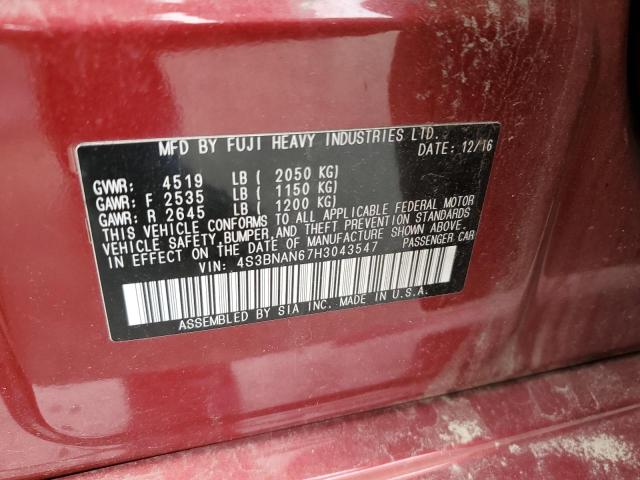 MFD BY FUJI HEAVY INDUSTRIES LTD.
DATE: 12/16
GVWR: 4519 LB ( 2050 KG)
GAWR: F 2535 LB ( 1150 KG)
GAWR: R 2645 LB ( 1200 KG)
THIS VEHICLE CONFORMS TO ALL APPLICABLE FEDERAL MOTOR
VEHICLE SAFETY, BUMPER, AND THEFT PREVENTION STANDARDS
IN EFFECT ON THE DATE OF MANUFACTURE SHOWN ABOVE.
VIN: 4S3BNAN67H3043547 PASSENGER CAR
ASSEMBLED BY SIA INC. MADE IN U.S.A.